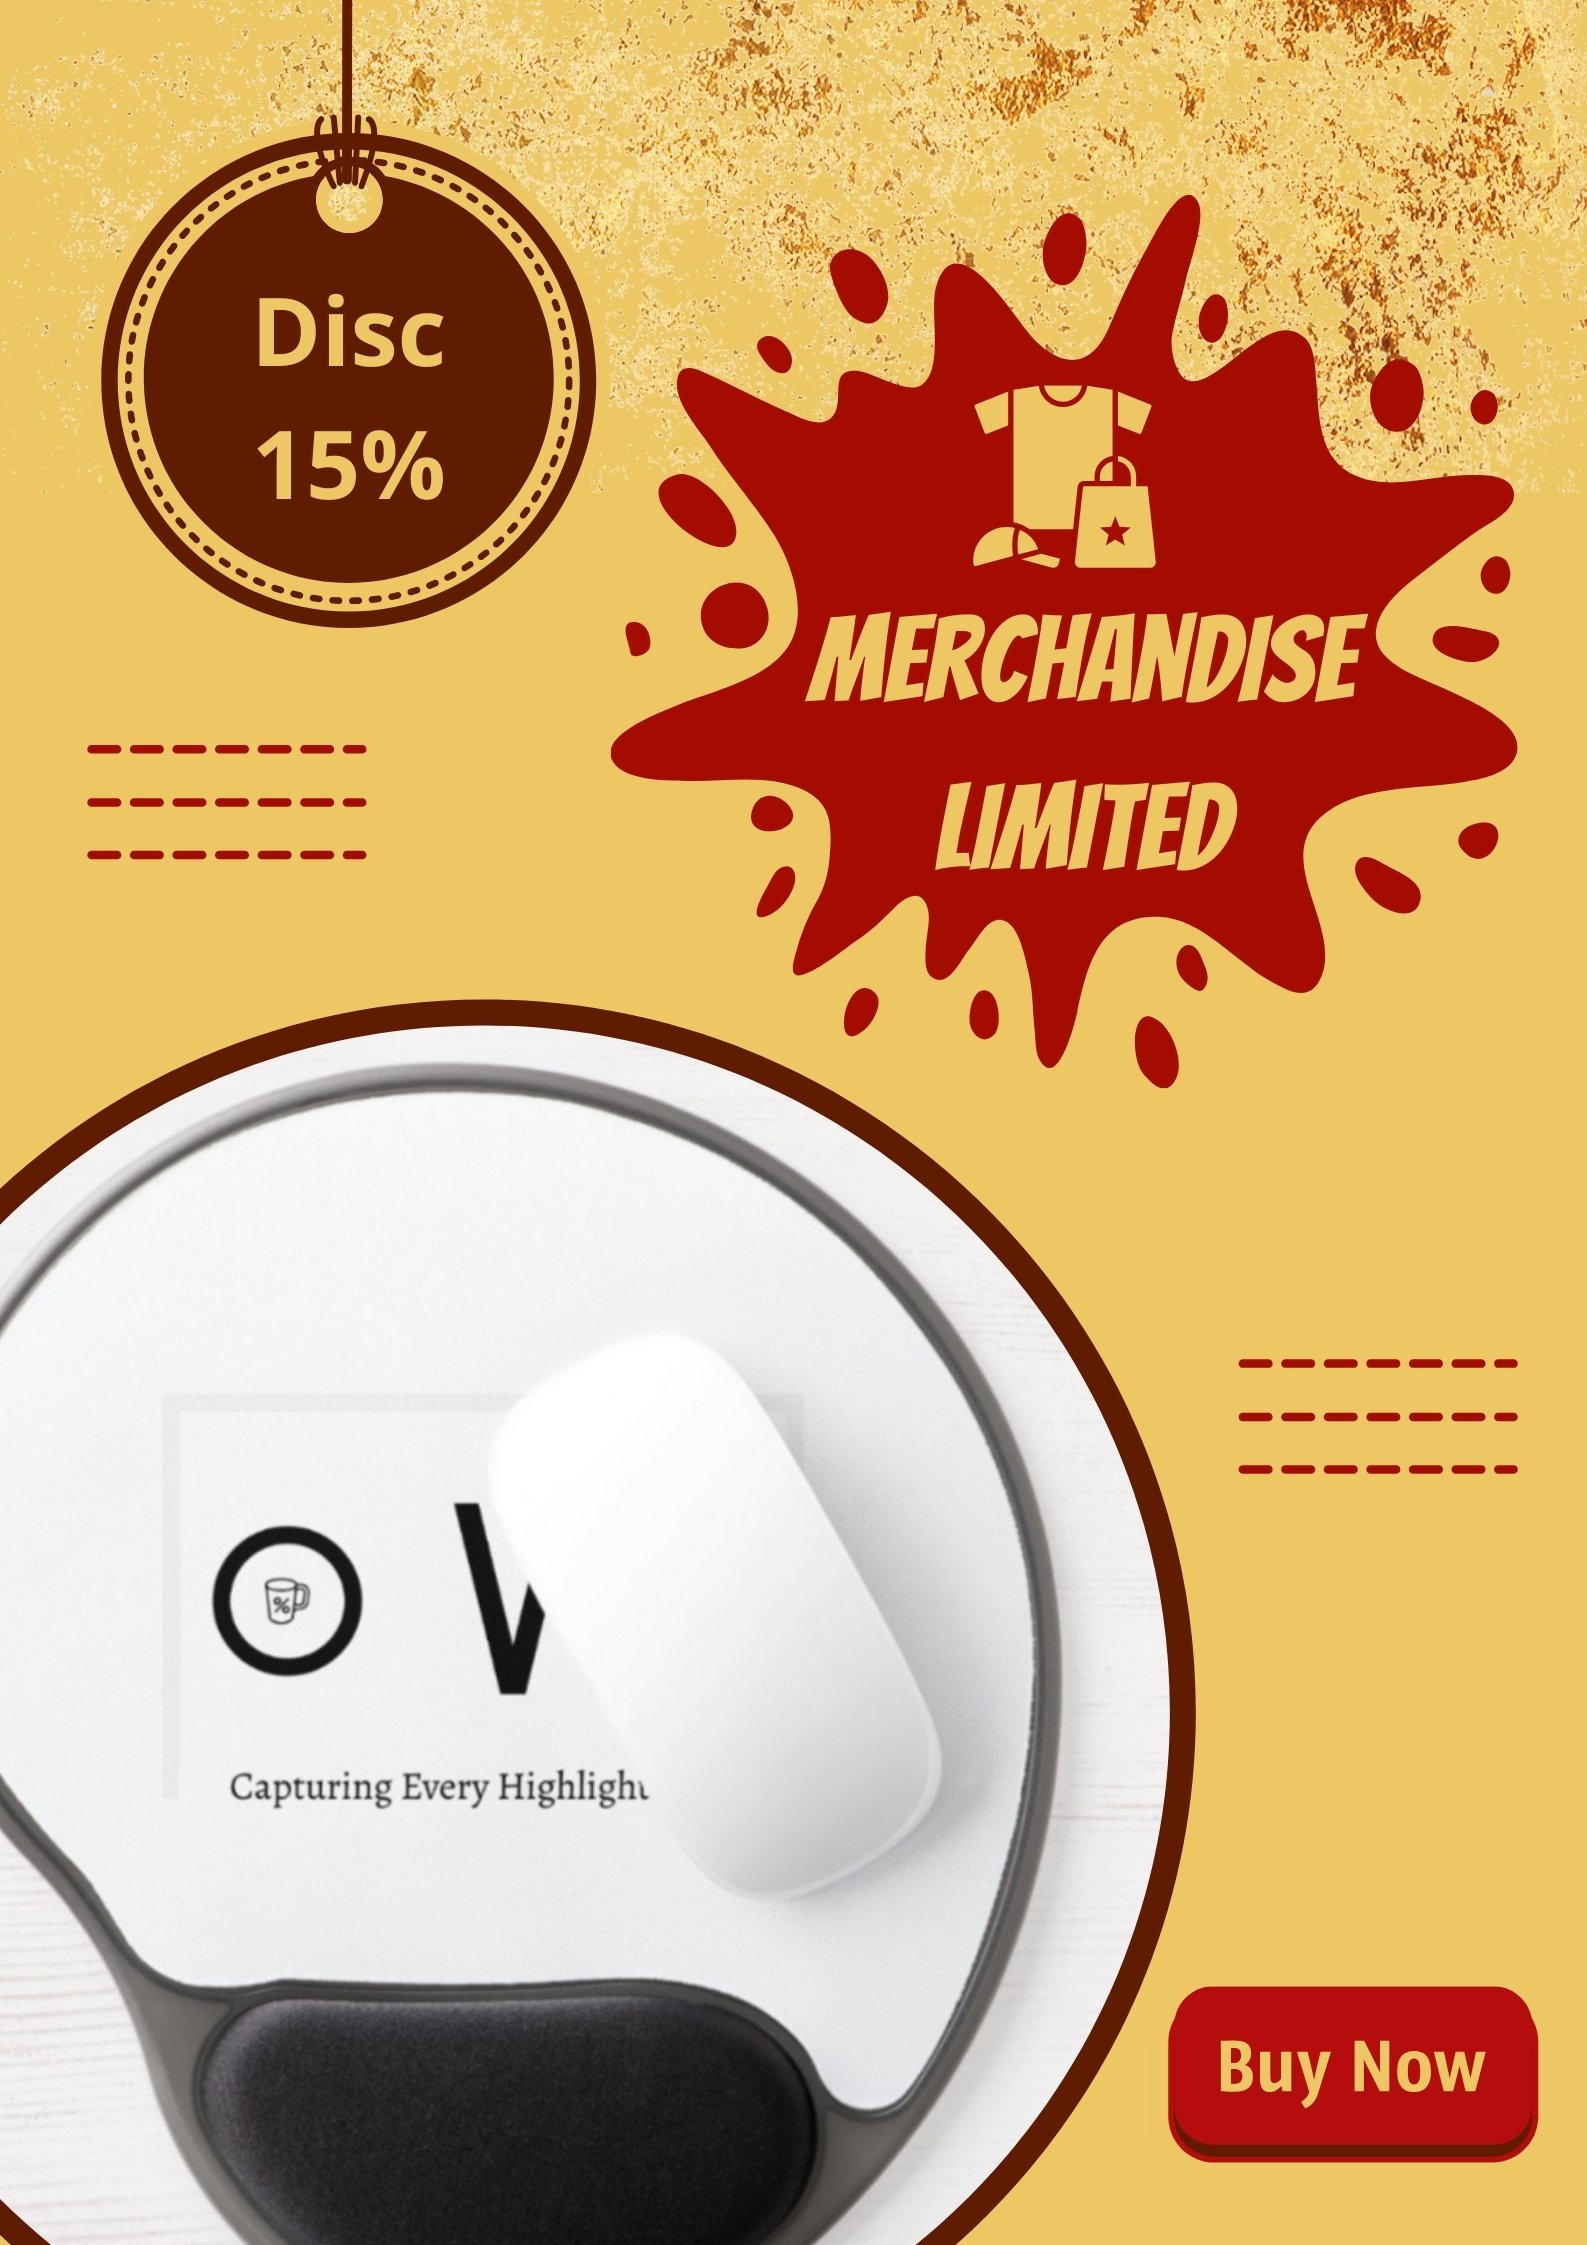 Disc
15%
MERCHANDISE
LIMITED
%
Capturing Every Highlight
Buy Now